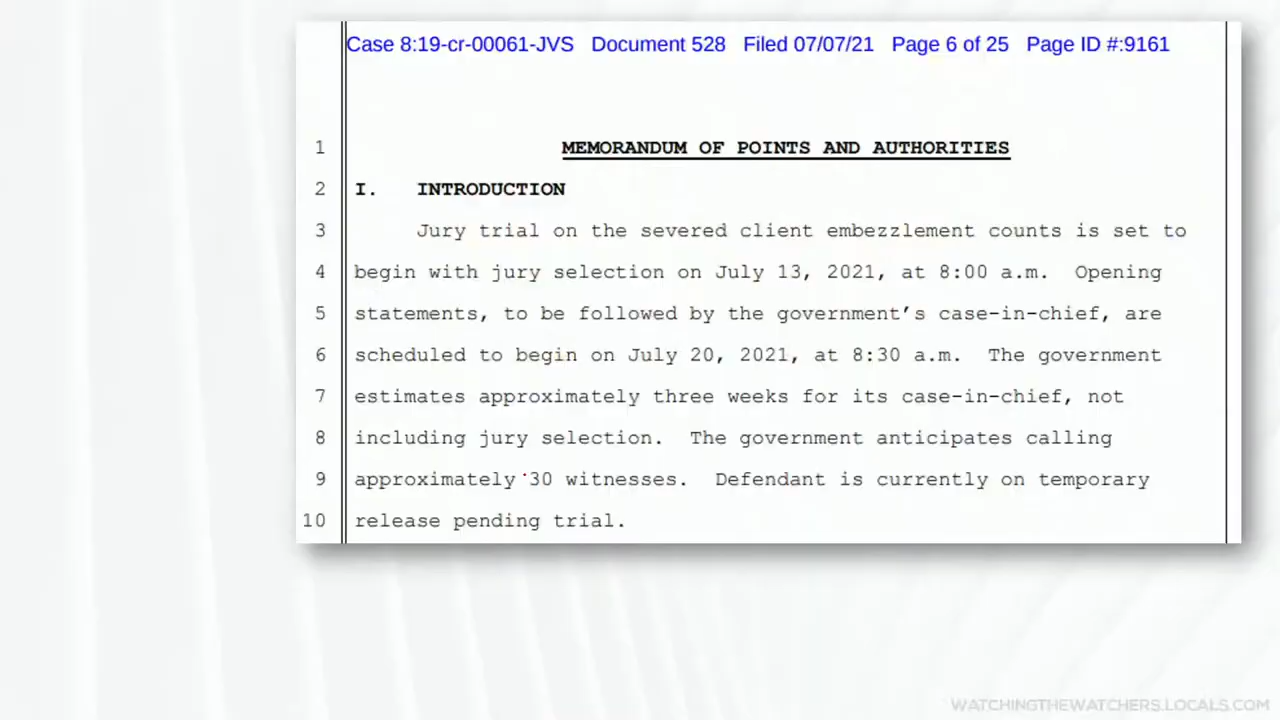 Case 8:19-cr-00061-JVS Document 528 Filed 07/07/21 Page 6 of 25 Page ID #:9161
1 MEMORANDUM OF POINTS AND AUTHORITIES
2 I. INTRODUCTION
3 Jury trial on the severed client embezzlement counts is set to
4 begin with jury selection on July 13, 2021, at 8:00 a.m. Opening
5 statements, to be followed by the government’s case-in-chief, are
6 scheduled to begin on July 20, 2021, at 8:30 a.m. The government
7 estimates approximately three weeks for its case-in-chief, not
8 including jury selection. The government anticipates calling
9 approximately 30 witnesses. Defendant is currently on temporary
10 release pending trial.
WATCHINGTHEWATCHERS.LOCALS.COM